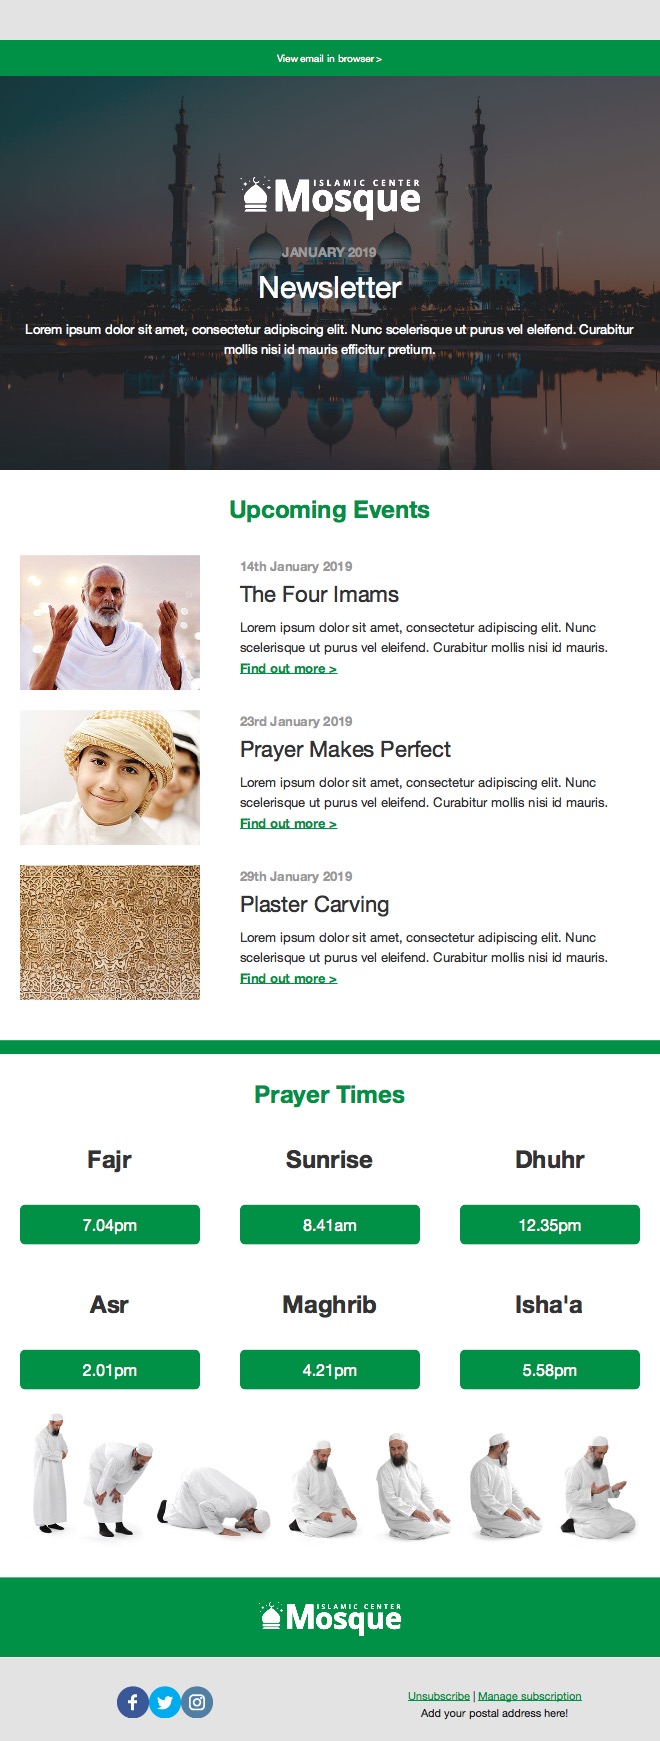 View email in browser >
ISLAMIC CENTER
Mosque
JANUARY 2019
Newsletter
Lorem ipsum dolor sit amet, consectetur adipiscing elit. Nunc scelerisque ut purus vel eleifend. Curabitur
mollis nisi id mauris efficitur pretium.
Upcoming Events
14th January 2019
The Four Imams
Lorem ipsum dolor sit amet, consectetur adipiscing elit. Nunc
scelerisque ut purus vel eleifend. Curabitur mollis nisi id mauris.
Find out more >
23rd January 2019
Prayer Makes Perfect
Lorem ipsum dolor sit amet, consectetur adipiscing elit. Nunc
scelerisque ut purus vel eleifend. Curabitur mollis nisi id mauris.
Find out more >
29th January 2019
Plaster Carving
Lorem ipsum dolor sit amet, consectetur adipiscing elit. Nunc
scelerisque ut purus vel eleifend. Curabitur mollis nisi id mauris.
Find out more >
Prayer Times
Fajr
7.04pm
Sunrise
8.41am
Dhuhr
12.35pm
Asr
2.01pm
Maghrib
4.21pm
Isha'a
5.58pm
ISLAMIC CENTER
Mosque
Unsubscribe | Manage subscription
Add your postal address here!